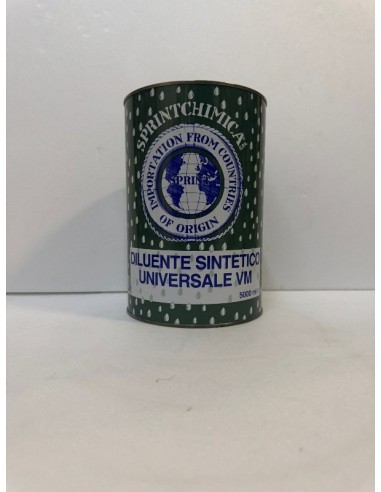 SPRINTCHIMICA
IMPORTATION FROM COUNTRIES
SPRINT
OF ORIGIN
DILUENTE SINTETICO
UNIVERSALE VM
5000 ml